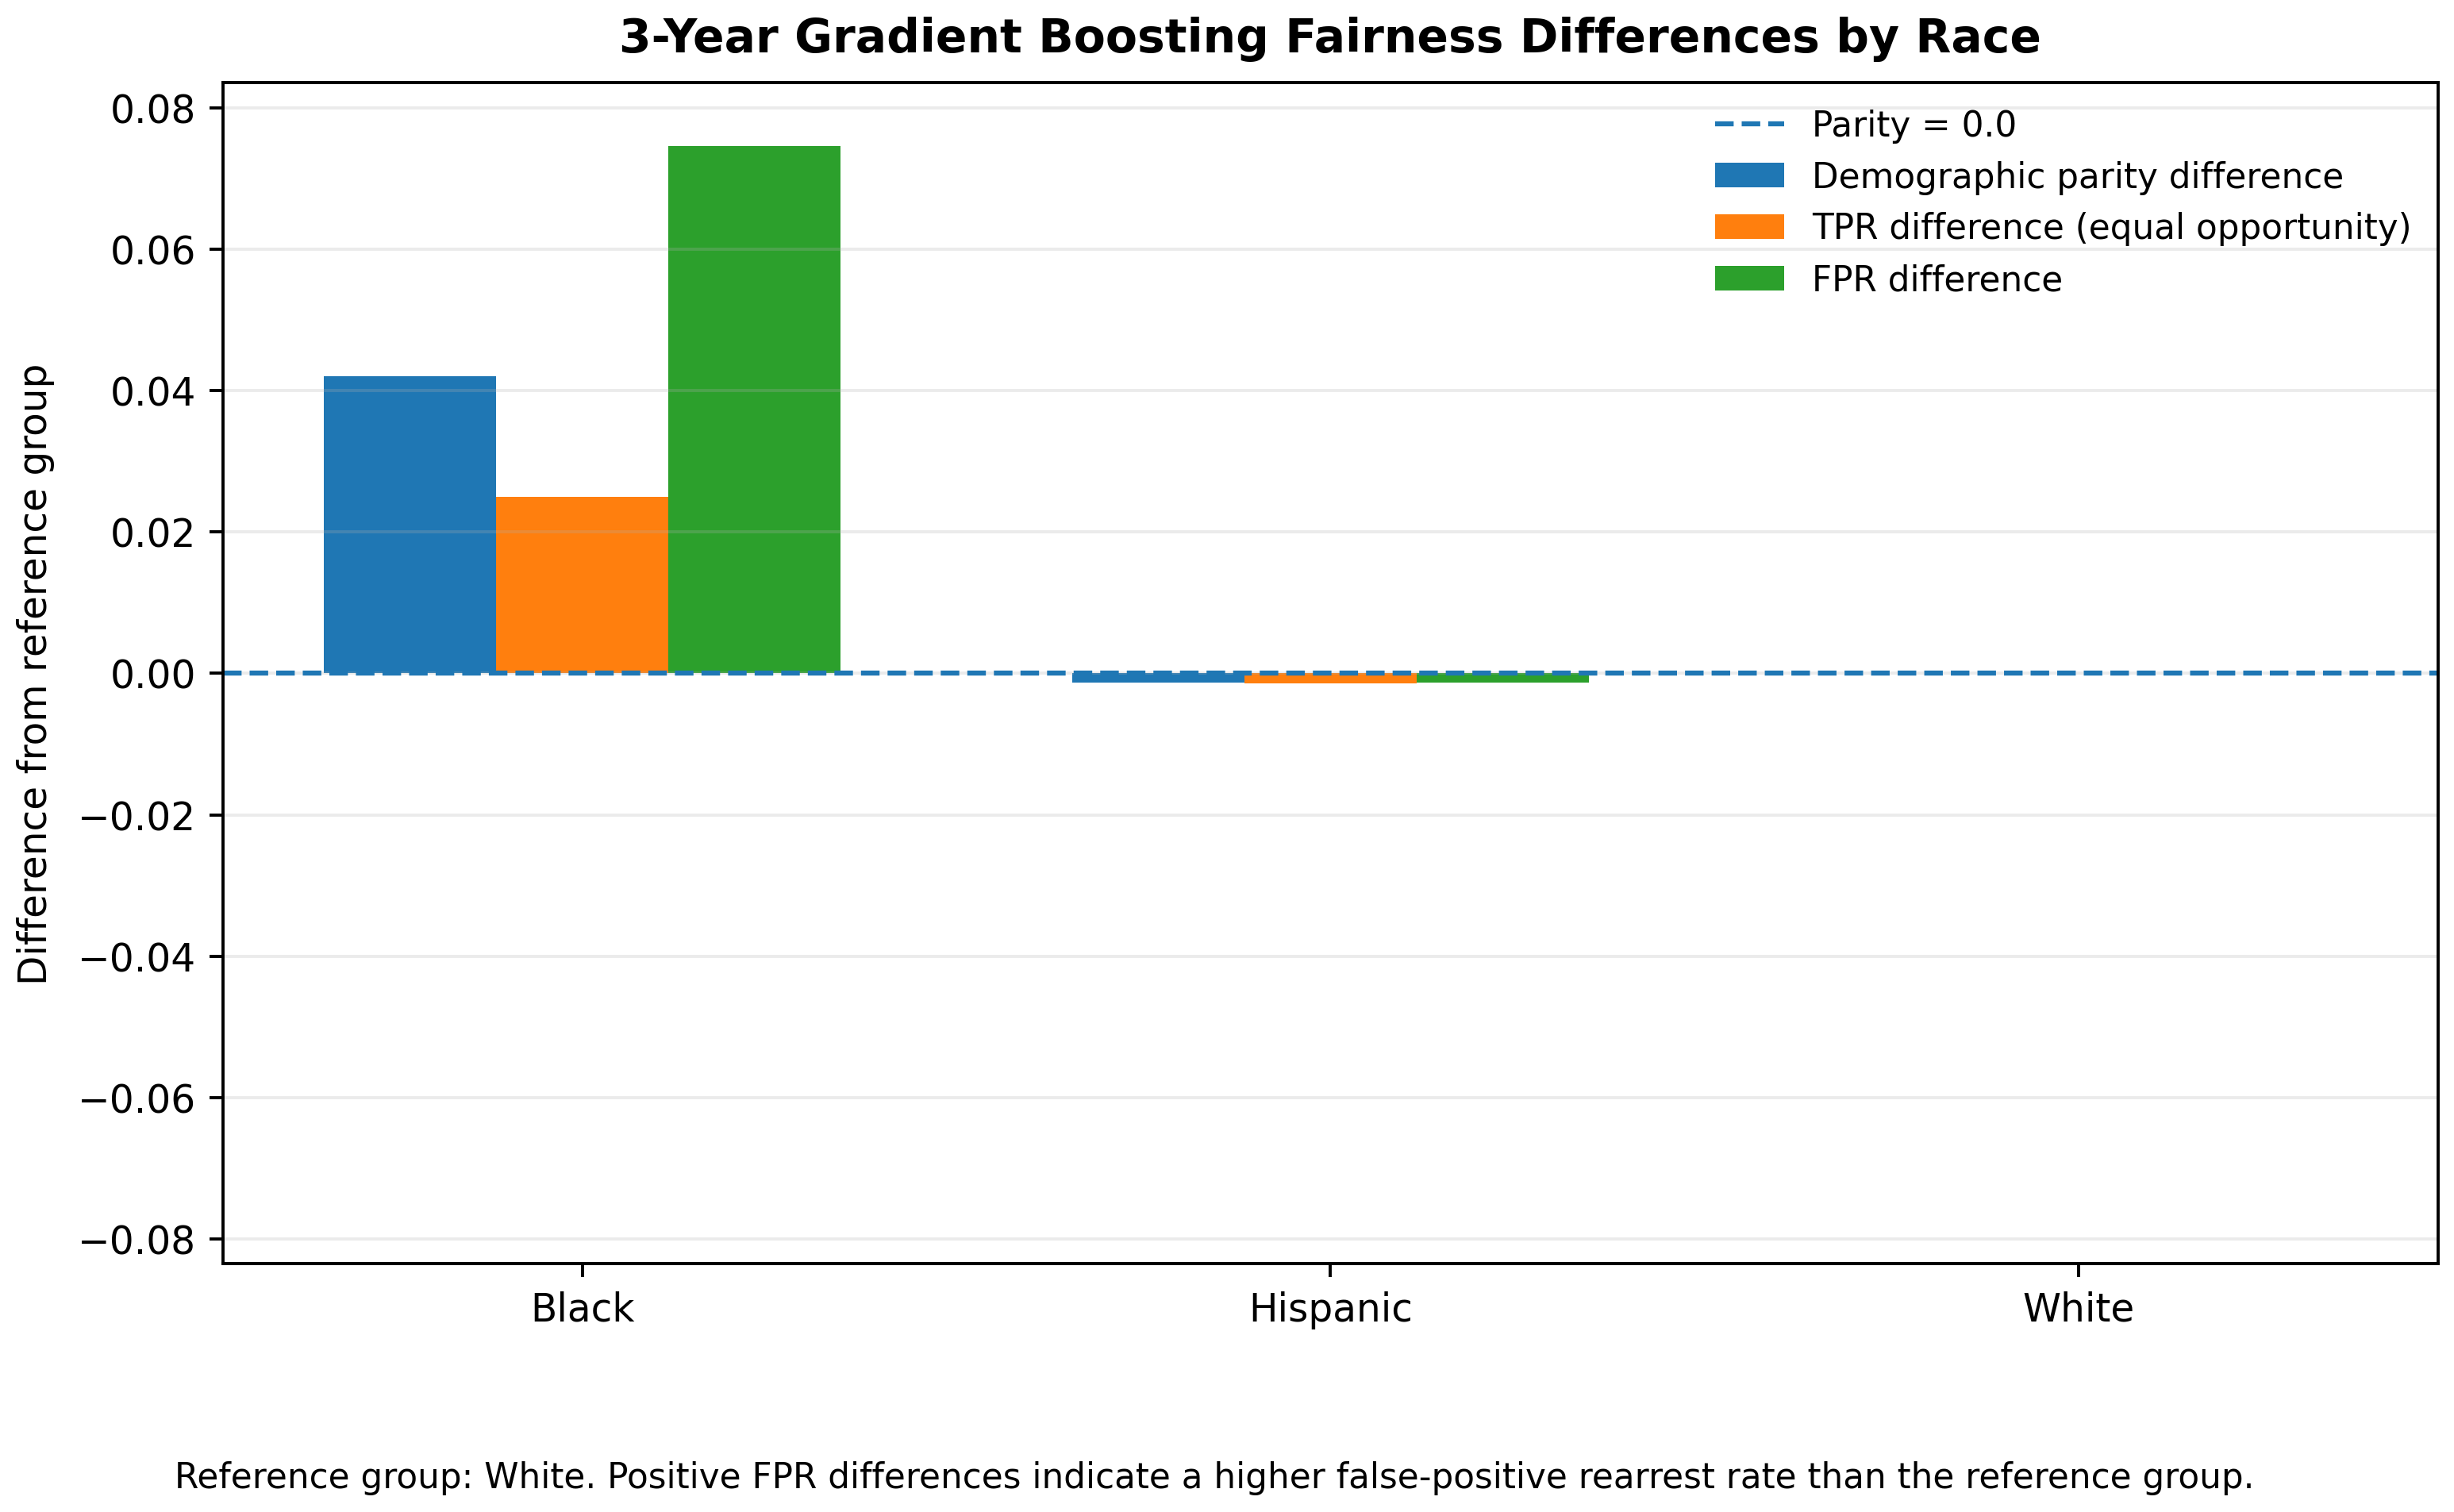 3-Year Gradient Boosting Fairness Differences by Race
Parity = 0.0
Demographic parity difference
TPR difference (equal opportunity)
FPR difference
Difference from reference group
0.08
0.06
0.04
0.02
0.00
−0.02
−0.04
−0.06
−0.08
Black
Hispanic
White
Reference group: White. Positive FPR differences indicate a higher false-positive rearrest rate than the reference group.